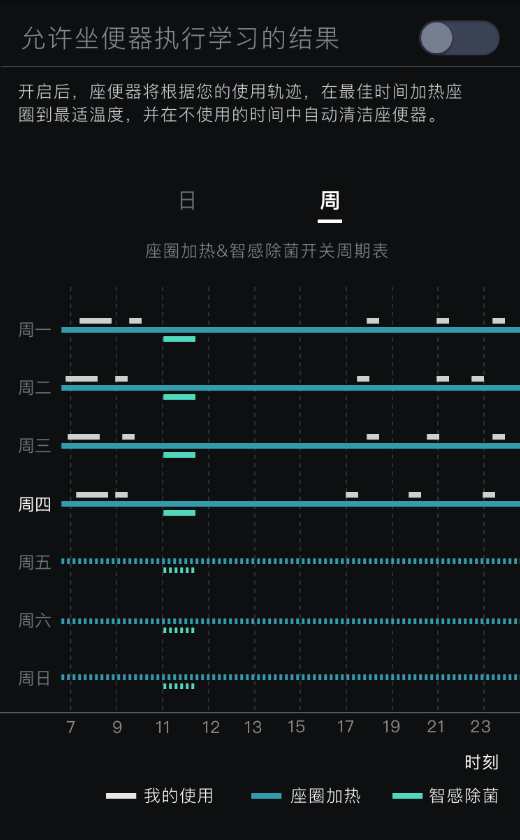 允许坐便器执行学习的结果
开启后，座便器将根据您的使用轨迹，在最佳时间加热座
圈到最适温度，并在不使用的时间中自动清洁座便器。
日 周
座圈加热&智感除菌开关周期表
周一
周二
周三
周四
周五
周六
周日
7 9 11 12 13 15 17 19 21 23
时刻
我的使用 座圈加热 智感除菌